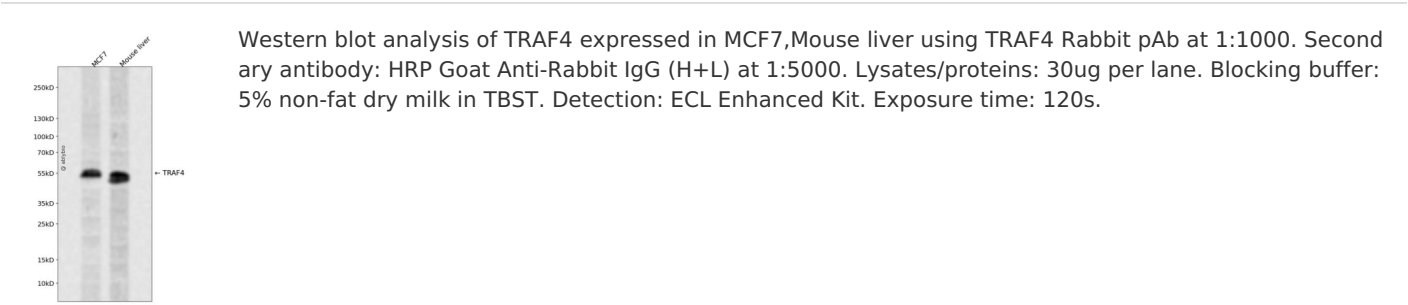 MCF7
Mouse liver
250kD
130kD
100kD
70kD
55kD
35kD
25kD
15kD
10kD
← TRAF4
Western blot analysis of TRAF4 expressed in MCF7,Mouse liver using TRAF4 Rabbit pAb at 1:1000. Second
ary antibody: HRP Goat Anti-Rabbit IgG (H+L) at 1:5000. Lysates/proteins: 30ug per lane. Blocking buffer:
5% non-fat dry milk in TBST. Detection: ECL Enhanced Kit. Exposure time: 120s.